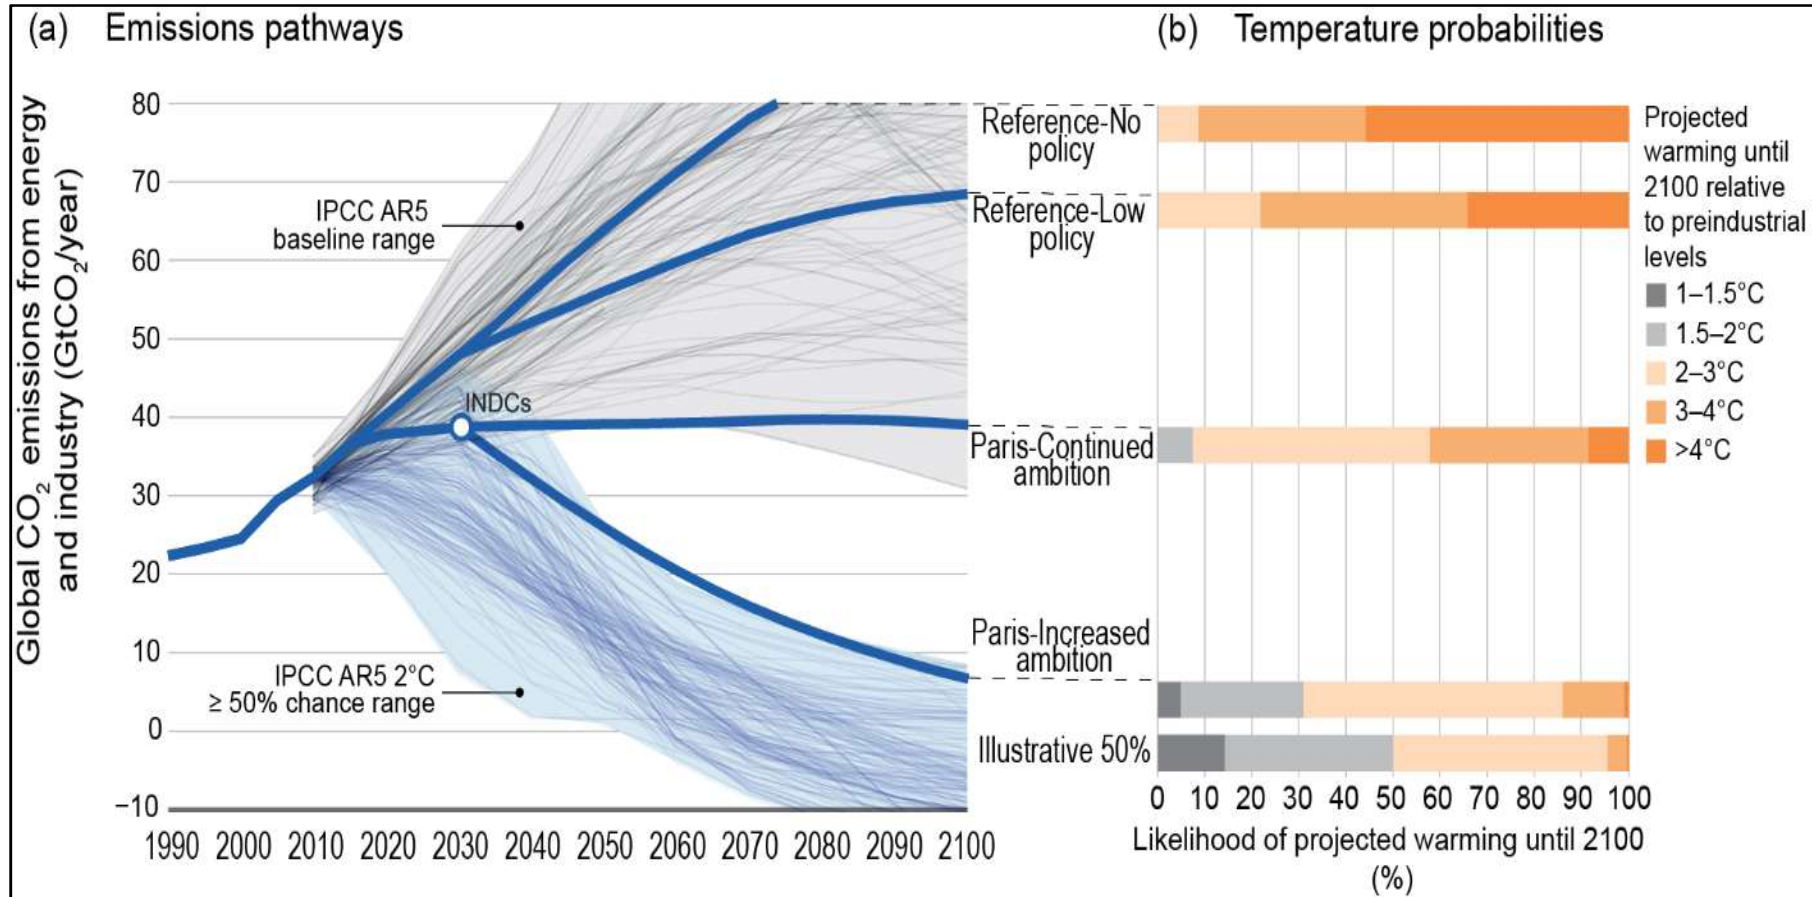 (a) Emissions pathways
Global CO₂ emissions from energy
and industry (GtCO₂/year)
80
70
60
50
40
30
20
10
0
−10
IPCC AR5
baseline range
INDCs
IPCC AR5 2°C
≥ 50% chance range
1990 2000 2010 2020 2030 2040 2050 2060 2070 2080 2090 2100
Reference-No
policy
Reference-Low
policy
Paris-Continued
ambition
Paris-Increased
ambition
Illustrative 50%
(b) Temperature probabilities
0 10 20 30 40 50 60 70 80 90 100
Likelihood of projected warming until 2100
(%)
Projected
warming until
2100 relative
to preindustrial
levels
1–1.5°C
1.5–2°C
2–3°C
3–4°C
>4°C